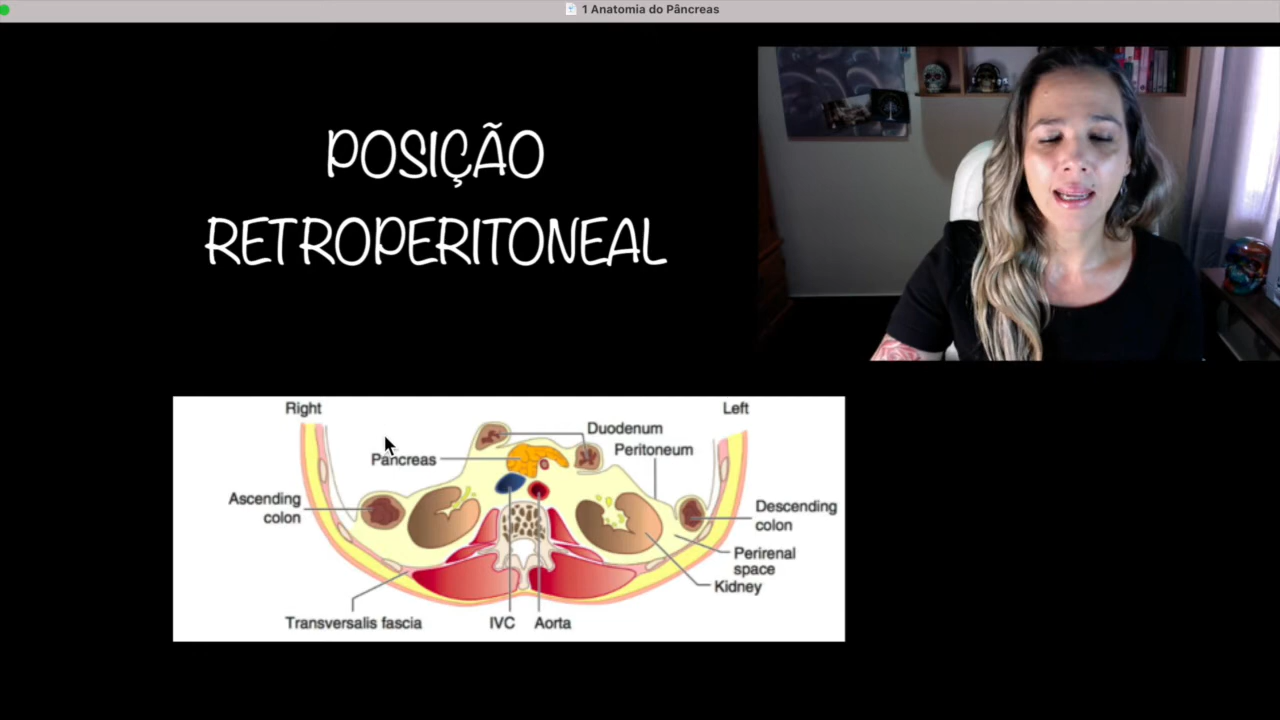 1 Anatomia do Pâncreas
POSIÇÃO
RETROPERITONEAL
Right
Left
Duodenum
Peritoneum
Pancreas
Ascending
colon
Descending
colon
Perirenal
space
Kidney
Transversalis fascia
IVC
Aorta